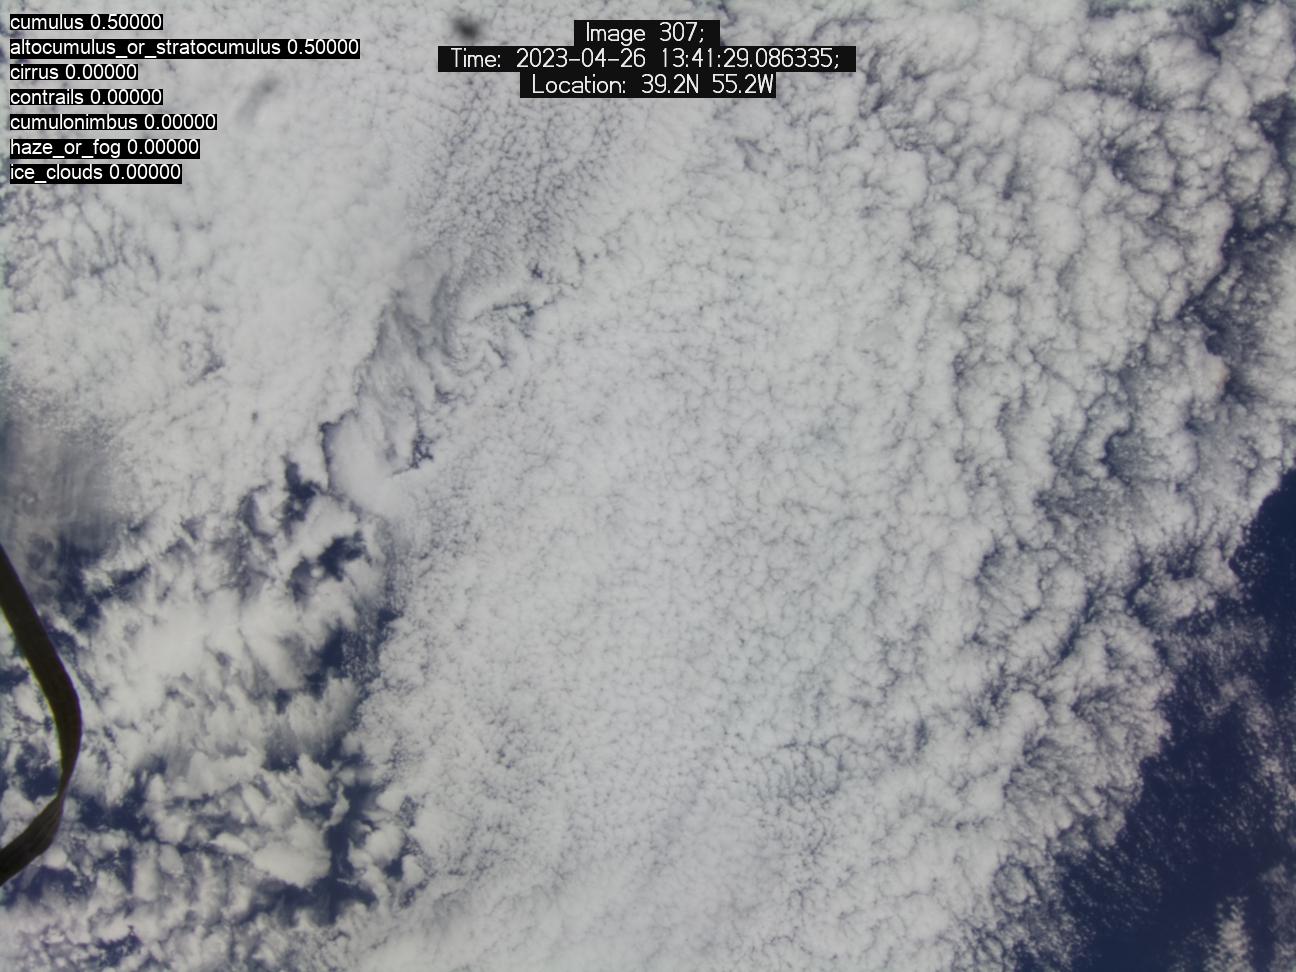 cumulus 0.50000
altocumulus_or_stratocumulus 0.50000
cirrus 0.00000
contrails 0.00000
cumulonimbus 0.00000
haze_or_fog 0.00000
ice_clouds 0.00000
Image 307;
Time: 2023-04-26 13:41:29.086335;
Location: 39.2N 55.2W